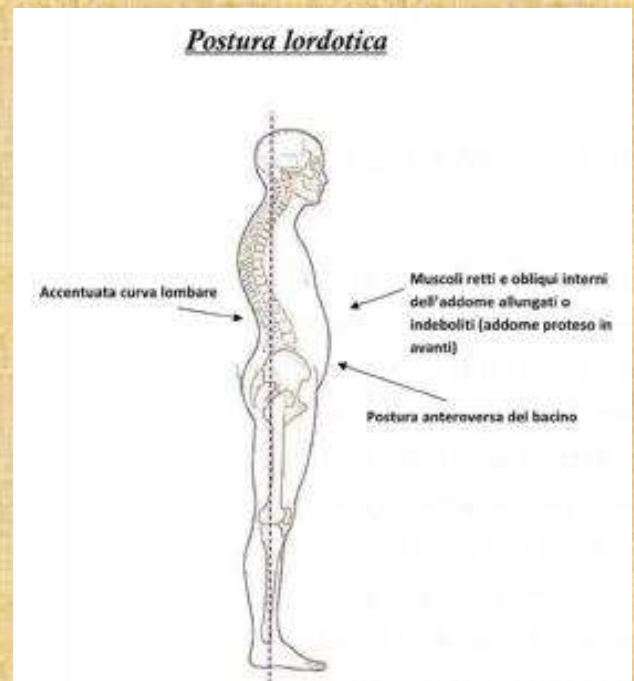 Postura lordotica
Accentuata curva lombare
Muscoli retti e obliqui interni
dell'addome allungati o
indeboliti (addome proteso in
avanti)
Postura anteroversa del bacino